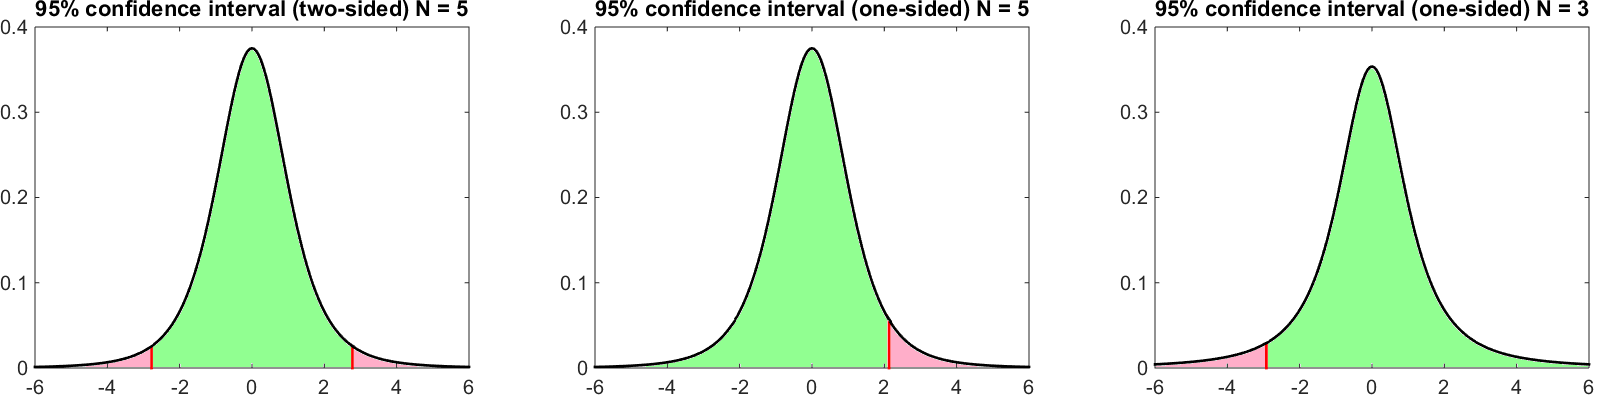 95% confidence interval (two-sided) N = 5
0.4
0.3
0.2
0.1
0
-6 -4 -2 0 2 4 6
95% confidence interval (one-sided) N = 5
0.4
0.3
0.2
0.1
0
-6 -4 -2 0 2 4 6
95% confidence interval (one-sided) N = 3
0.4
0.3
0.2
0.1
0
-6 -4 -2 0 2 4 6